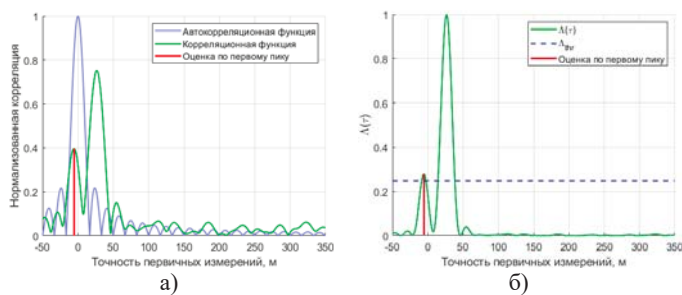 Нормализованная корреляция
1
0.8
0.6
0.4
0.2
0
-50 0 50 100 150 200 250 300 350
Точность первичных измерений, м
Автокорреляционная функция
Корреляционная функция
Оценка по первому пику
а)
Λ(τ)
1
0.8
0.6
0.4
0.2
0
-50 0 50 100 150 200 250 300 350
Точность первичных измерений, м
Λ(τ)
Λthr
Оценка по первому пику
б)